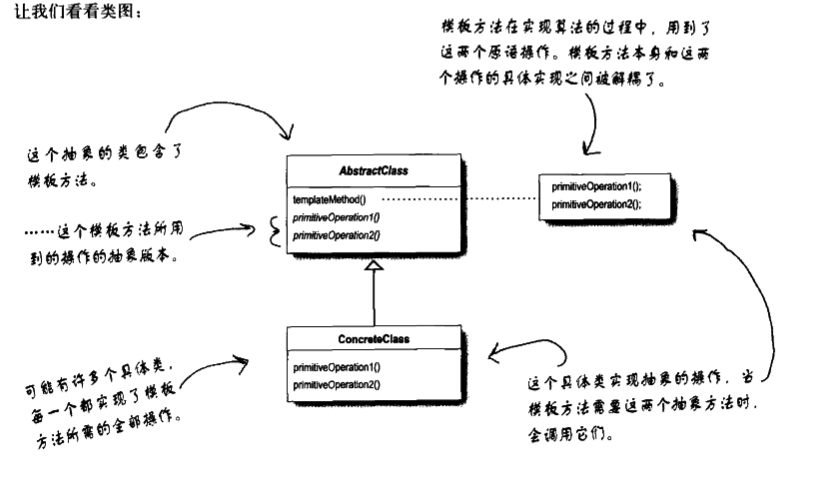 让我们看看类图：
模板方法在实现算法的过程中，用到了
这两个原语操作。模板方法本身和这两
个操作的具体实现之间被解耦了。
这个抽象的类包含了
模板方法。
AbstractClass
templateMethod()
primitiveOperation1()
primitiveOperation2()
primitiveOperation1();
primitiveOperation2();
……这个模板方法所用
到的操作的抽象版本。
ConcreteClass
primitiveOperation1()
primitiveOperation2()
可能有许多个具体类，
每一个都实现了模板
方法所需的全部操作。
这个具体类实现抽象的操作，当
模板方法需要这两个抽象方法时，
会调用它们。